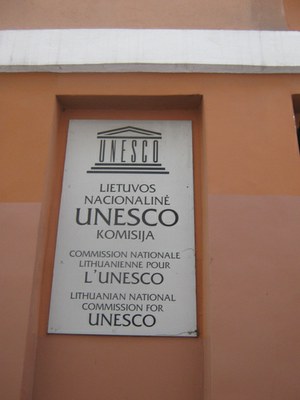 UNESCO
LIETUVOS
NACIONALINĖ
UNESCO
KOMISIJA
COMMISSION NATIONALE
LITHUANIENNE POUR
L'UNESCO
LITHUANIAN NATIONAL
COMMISSION FOR
UNESCO